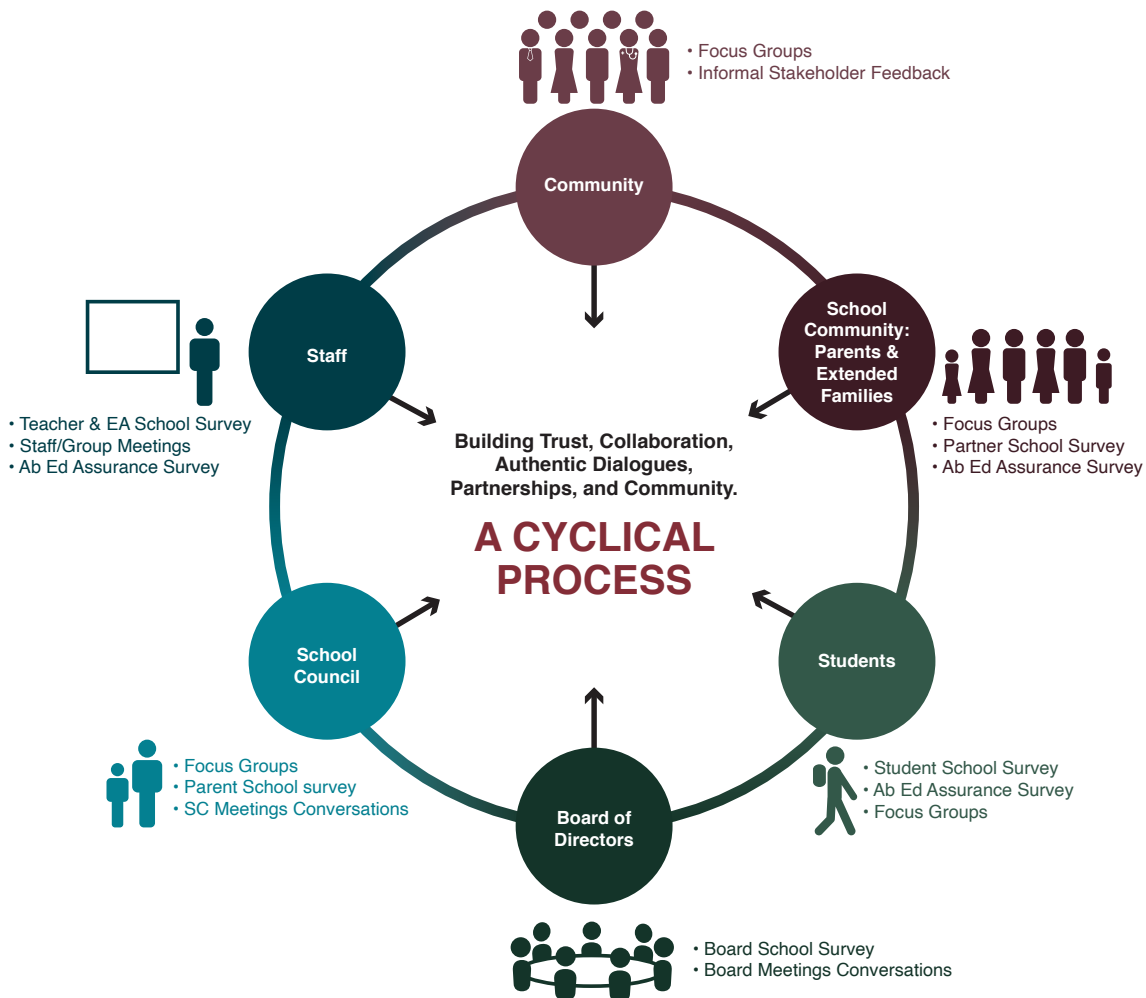 • Focus Groups
• Informal Stakeholder Feedback
Community
School
Community:
Parents &
Extended
Families
• Focus Groups
• Partner School Survey
• Ab Ed Assurance Survey
Staff
• Teacher & EA School Survey
• Staff/Group Meetings
• Ab Ed Assurance Survey
Building Trust, Collaboration,
Authentic Dialogues,
Partnerships, and Community.
A CYCLICAL
PROCESS
School
Council
• Focus Groups
• Parent School survey
• SC Meetings Conversations
Students
• Student School Survey
• Ab Ed Assurance Survey
• Focus Groups
Board of
Directors
• Board School Survey
• Board Meetings Conversations